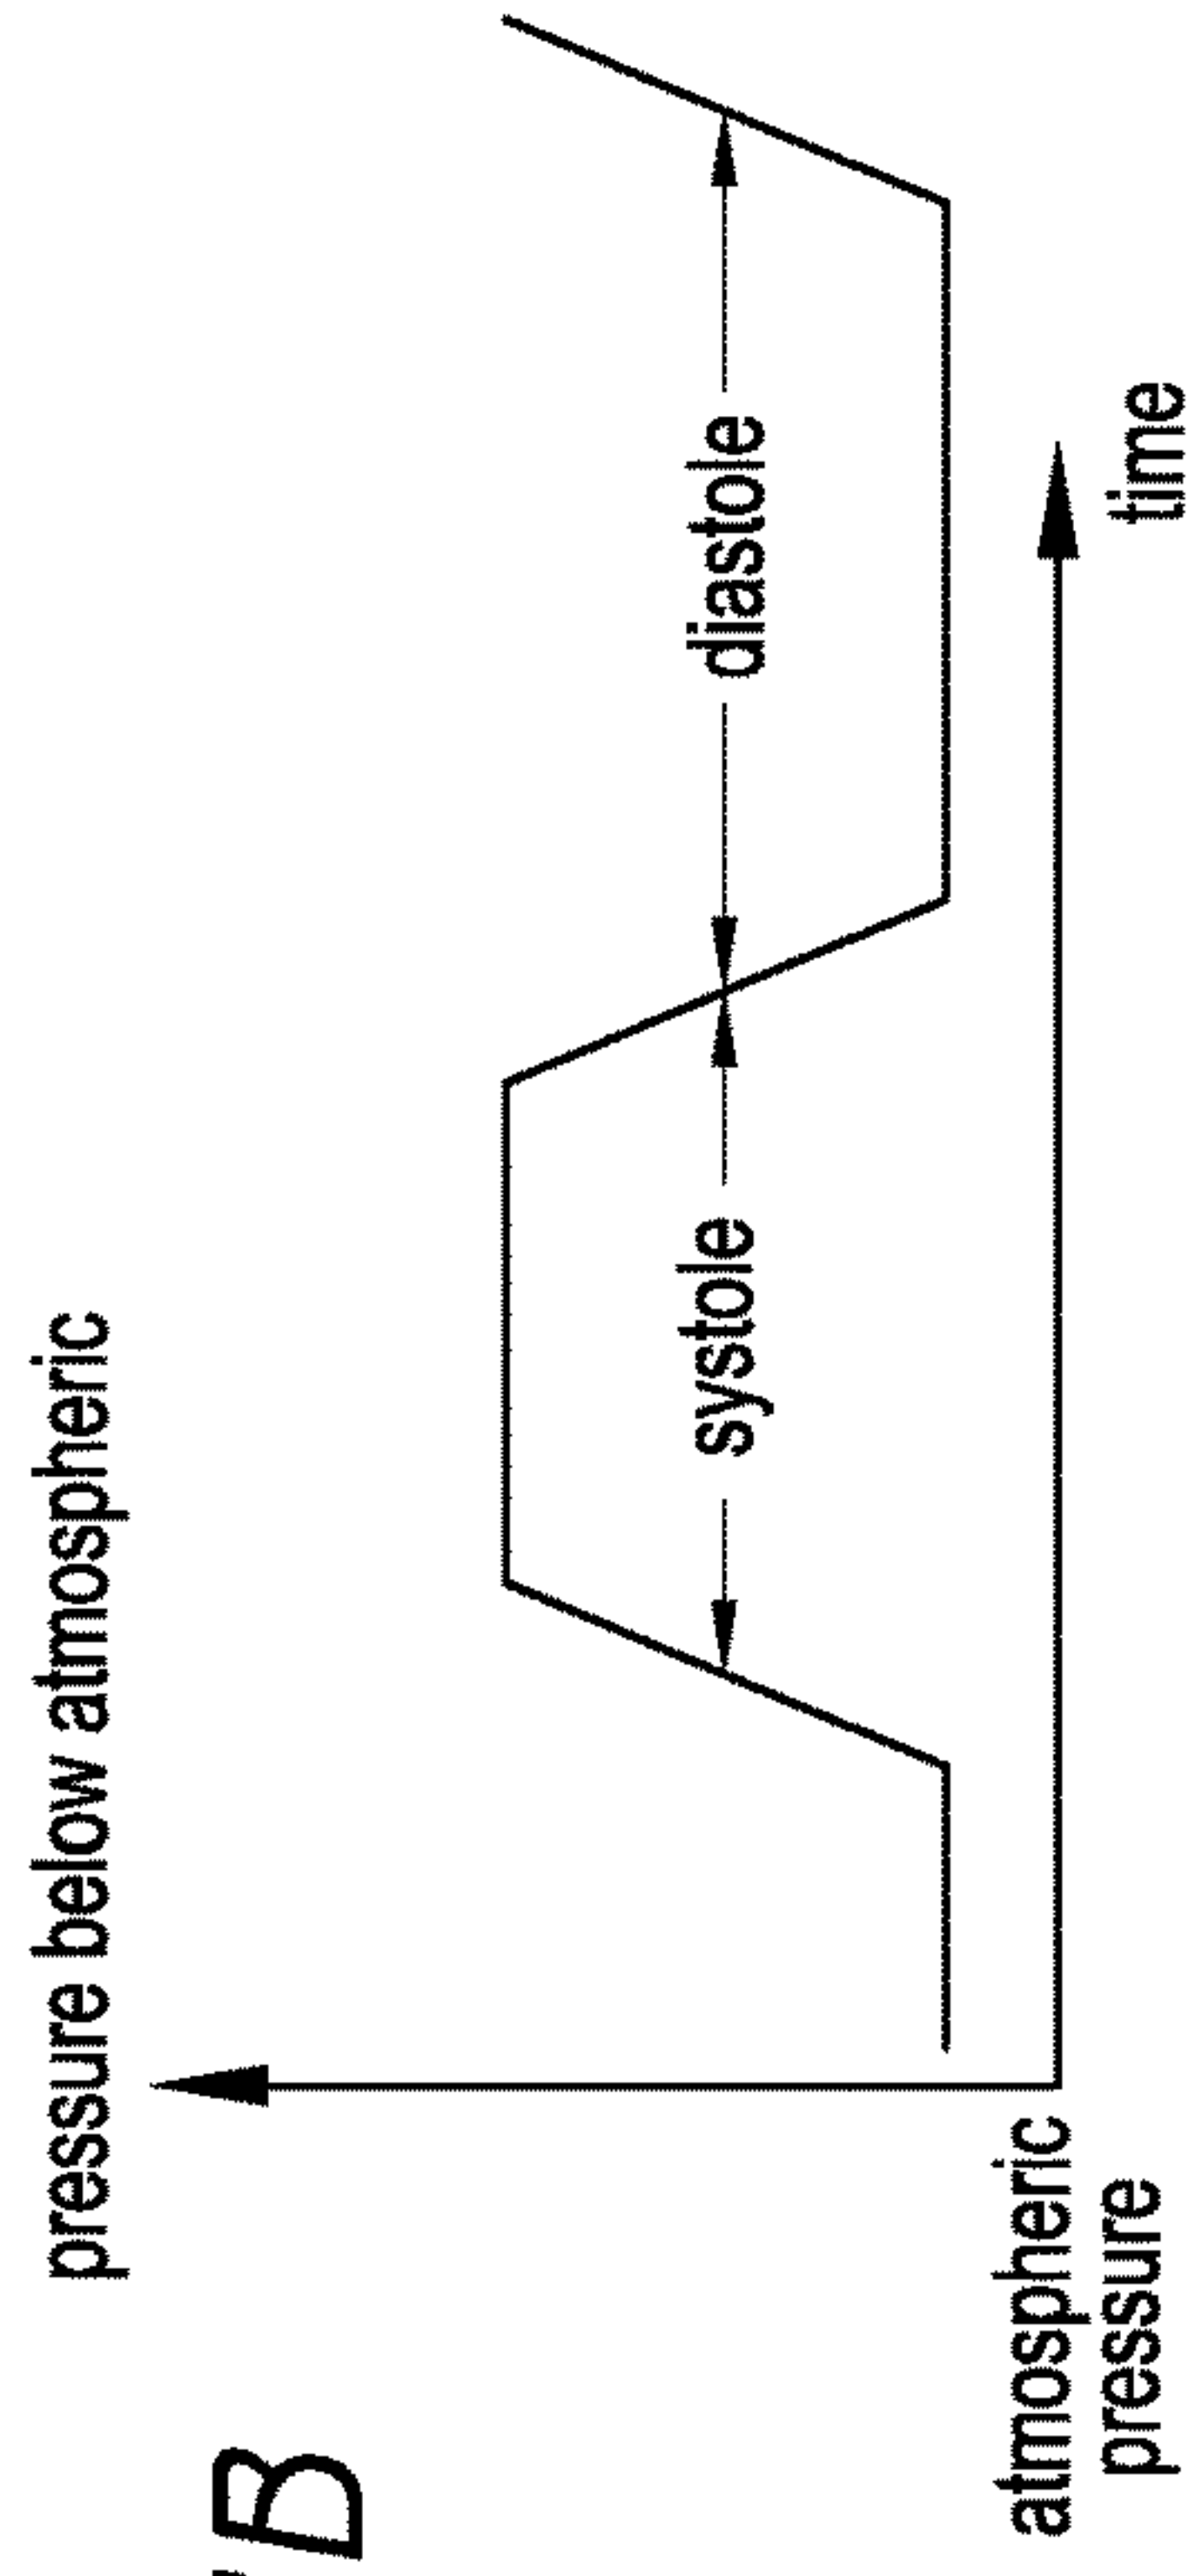 B
pressure below atmospheric
systole
diastole
atmospheric
pressure
time